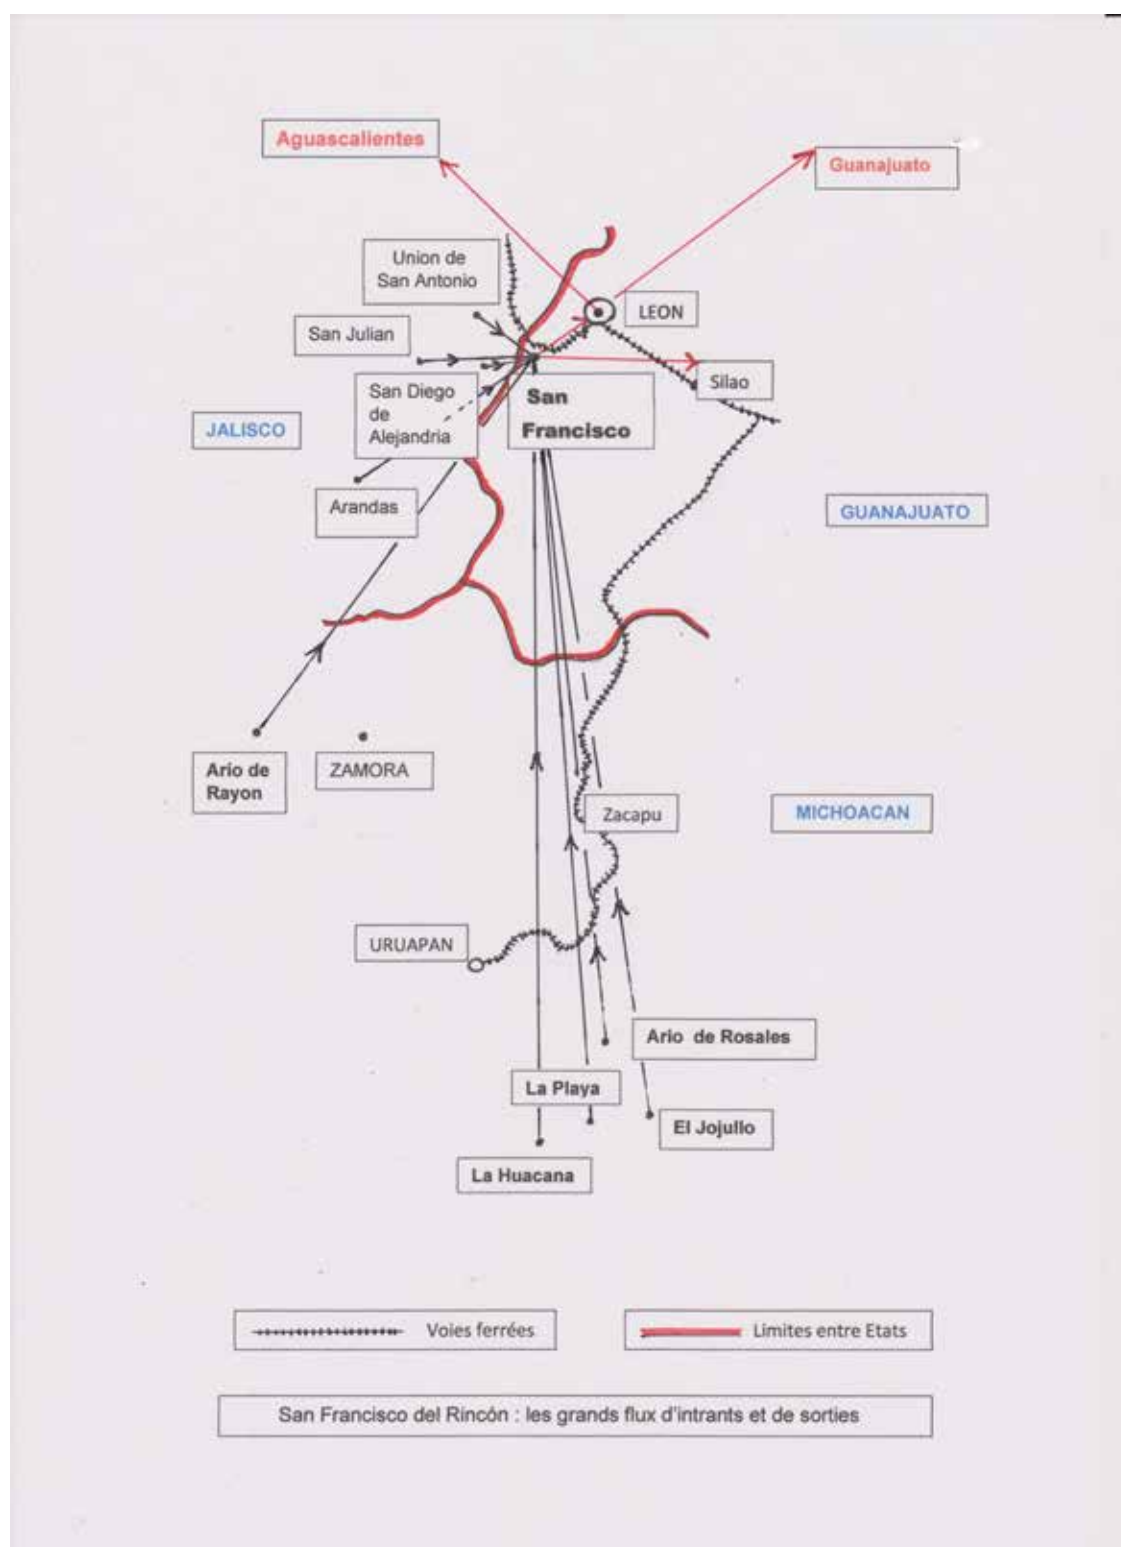 Aguascalientes
Guanajuato
Union de
San Antonio
LEON
San Julian
Silao
San Diego
de
Alejandria
San
Francisco
JALISCO
Arandas
GUANAJUATO
Ario de
Rayon
ZAMORA
Zacapu
MICHOACAN
URUAPAN
Ario de Rosales
La Playa
El Jojullo
La Huacana
Voies ferrées
Limites entre Etats
San Francisco del Rincón : les grands flux d'intrants et de sorties